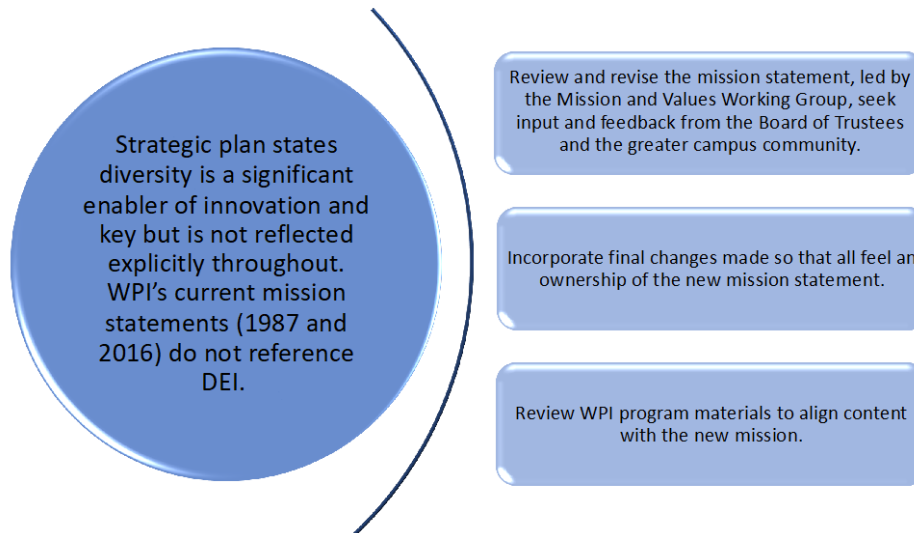 Strategic plan states
diversity is a significant
enabler of innovation and
key but is not reflected
explicitly throughout.
WPI's current mission
statements (1987 and
2016) do not reference
DEI.
Review and revise the mission statement, led by
the Mission and Values Working Group, seek
input and feedback from the Board of Trustees
and the greater campus community.
Incorporate final changes made so that all feel an
ownership of the new mission statement.
Review WPI program materials to align content
with the new mission.